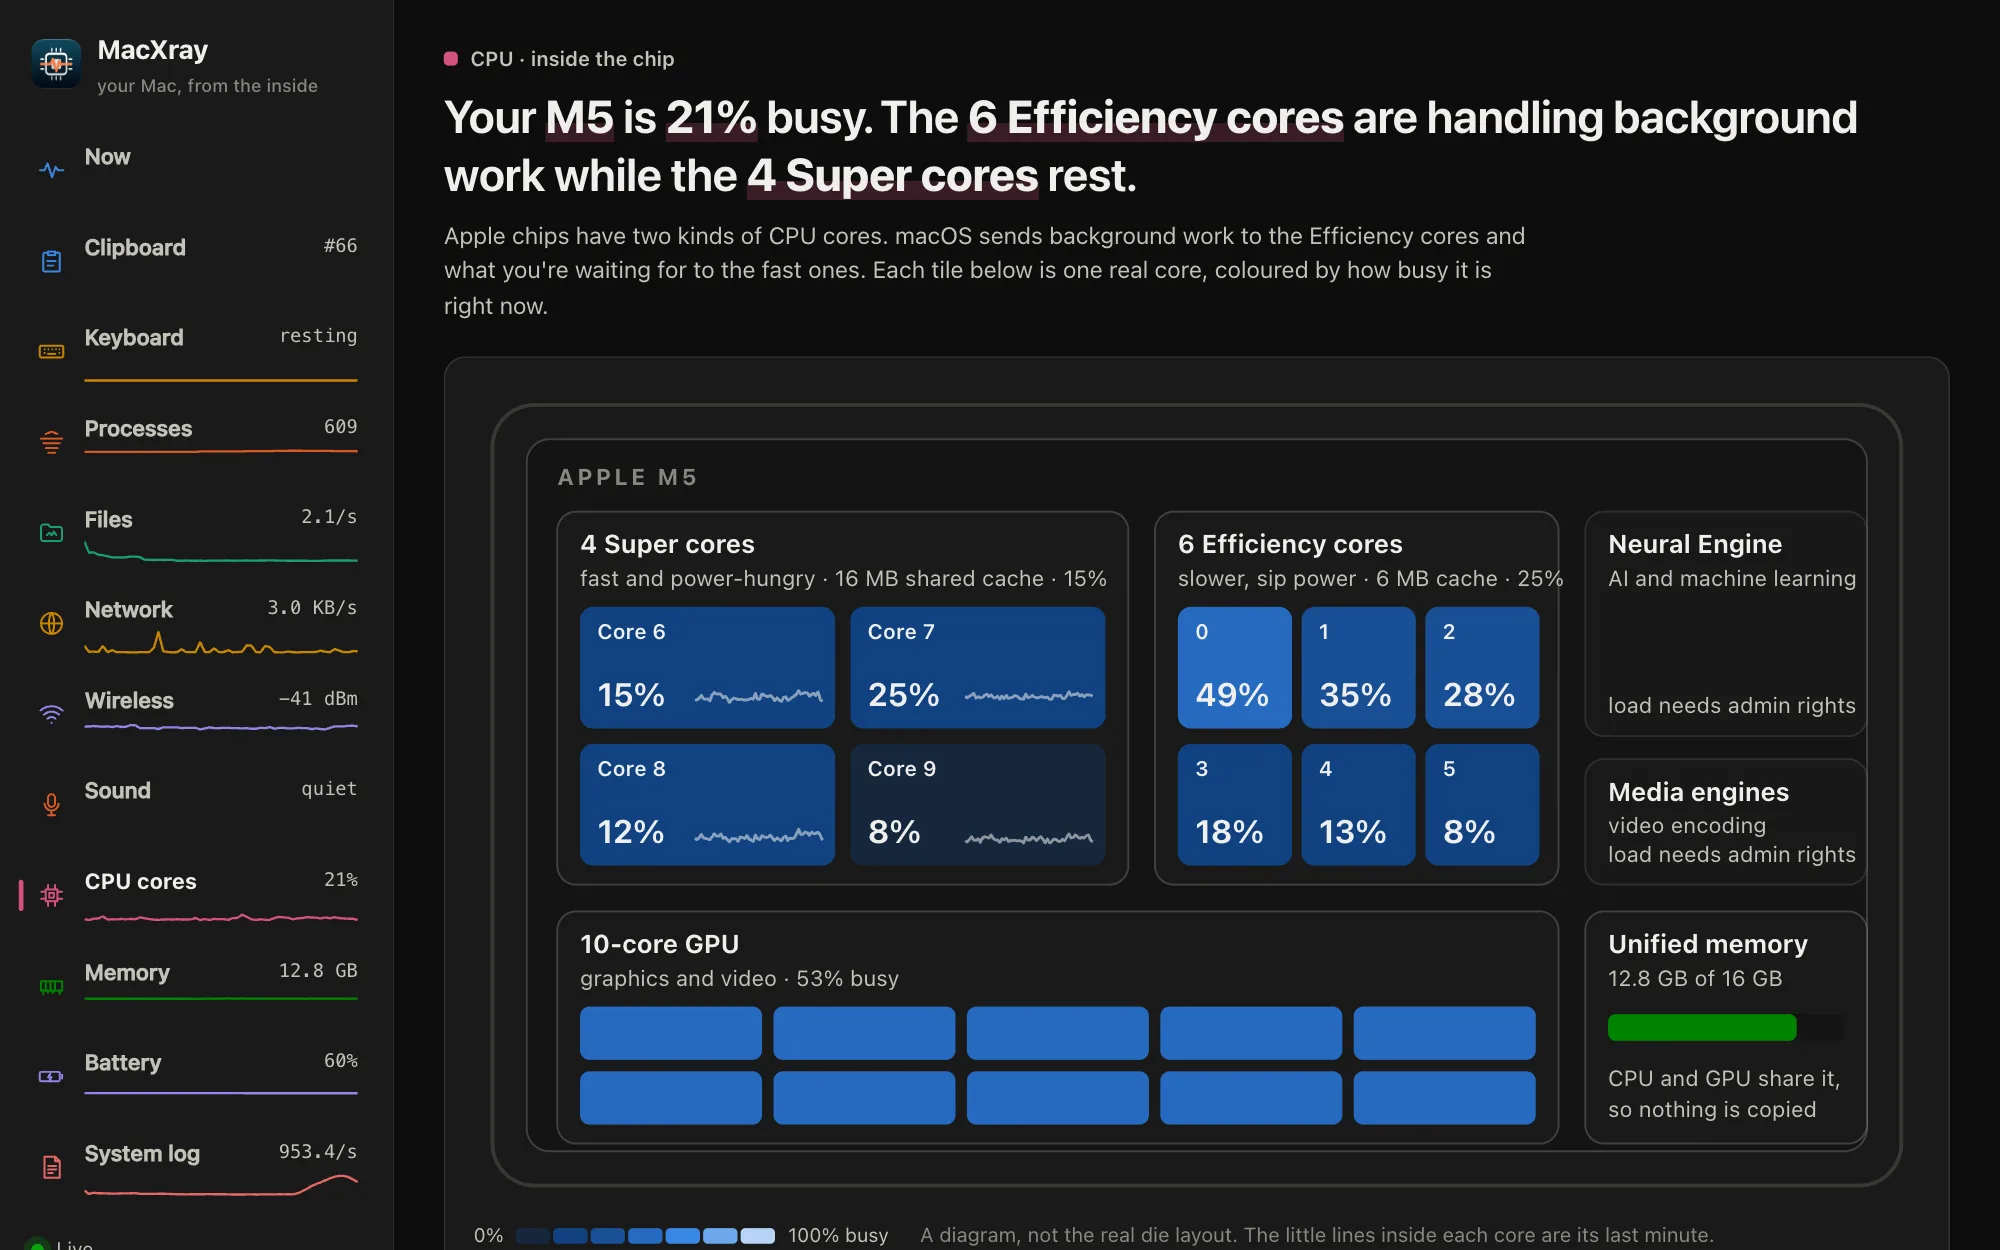 MacXray
your Mac, from the inside
Now
Clipboard #66
Keyboard resting
Processes 609
Files 2.1/s
Network 3.0 KB/s
Wireless −41 dBm
Sound quiet
CPU cores 21%
Memory 12.8 GB
Battery 60%
System log 953.4/s
Live
CPU · inside the chip
Your M5 is 21% busy. The 6 Efficiency cores are handling background
work while the 4 Super cores rest.
Apple chips have two kinds of CPU cores. macOS sends background work to the Efficiency cores and
what you're waiting for to the fast ones. Each tile below is one real core, coloured by how busy it is
right now.
APPLE M5
4 Super cores
fast and power-hungry · 16 MB shared cache · 15%
Core 6
15%
Core 7
25%
Core 8
12%
Core 9
8%
6 Efficiency cores
slower, sip power · 6 MB cache · 25%
0
49%
1
35%
2
28%
3
18%
4
13%
5
8%
Neural Engine
AI and machine learning
load needs admin rights
Media engines
video encoding
load needs admin rights
10-core GPU
graphics and video · 53% busy
Unified memory
12.8 GB of 16 GB
CPU and GPU share it,
so nothing is copied
0% 100% busy
A diagram, not the real die layout. The little lines inside each core are its last minute.